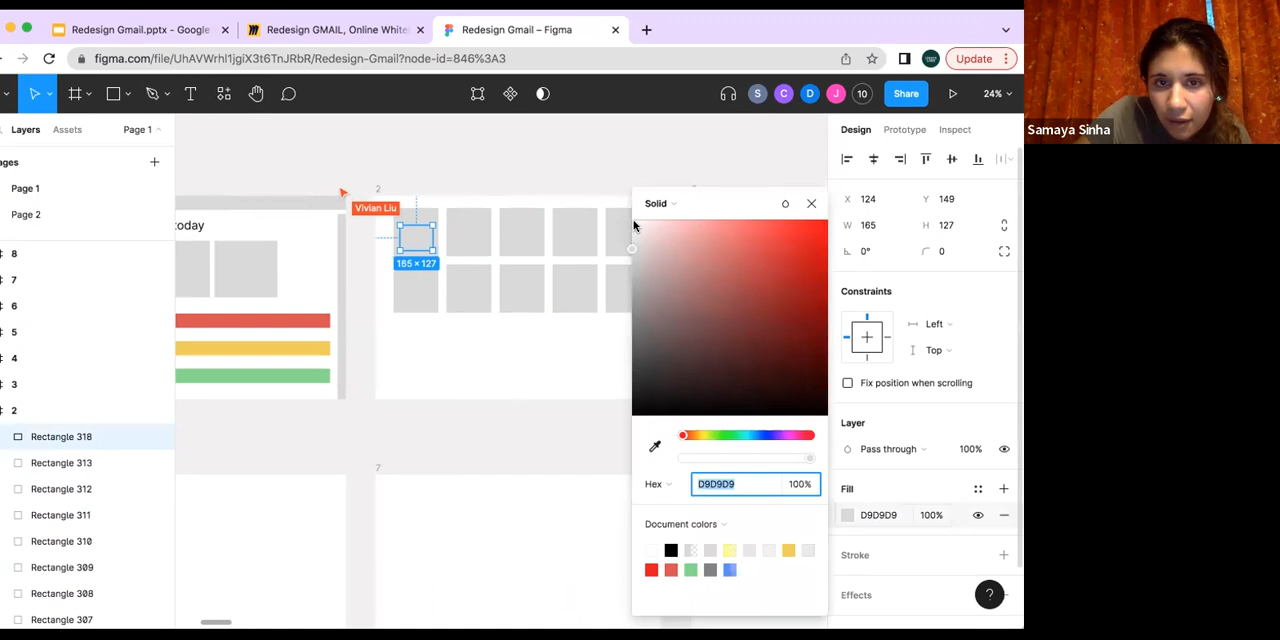 Redesign Gmail.pptx - Google
Redesign GMAIL, Online White
Redesign Gmail – Figma
figma.com/file/UhAVWrhl1jgiX3t6TnJRbR/Redesign-Gmail?node-id=846%3A3
Update
S
C
D
J
10
Share
24%
Layers
Assets
Page 1
Design
Prototype
Inspect
ages
Page 1
Page 2
8
7
6
5
4
3
2
Rectangle 318
Rectangle 313
Rectangle 312
Rectangle 311
Rectangle 310
Rectangle 309
Rectangle 308
Rectangle 307
today
Vivian Liu
2
165 × 127
7
Solid
Hex
D9D9D9
100%
Document colors
X 124
Y 149
W 165
H 127
0°
0
Constraints
Left
Top
Fix position when scrolling
Layer
Pass through
100%
Fill
D9D9D9
100%
Stroke
Effects
?
Samaya Sinha